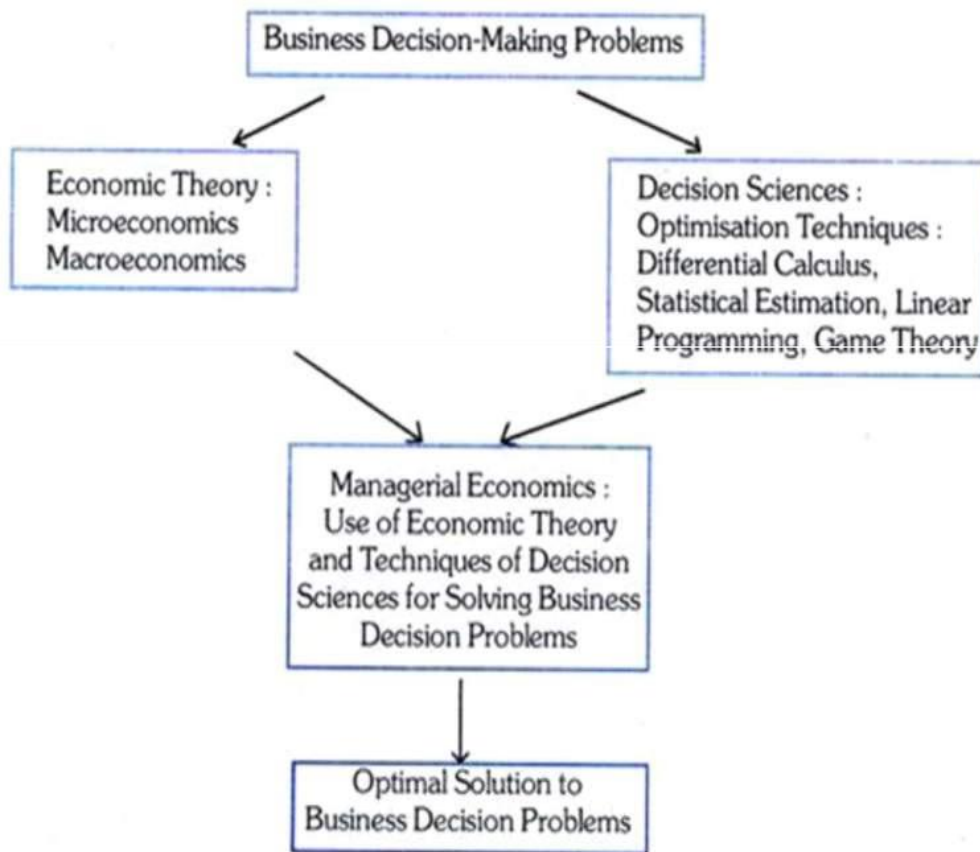 Business Decision-Making Problems
Economic Theory :
Microeconomics
Macroeconomics
Decision Sciences :
Optimisation Techniques :
Differential Calculus,
Statistical Estimation, Linear
Programming, Game Theory
Managerial Economics :
Use of Economic Theory
and Techniques of Decision
Sciences for Solving Business
Decision Problems
Optimal Solution to
Business Decision Problems